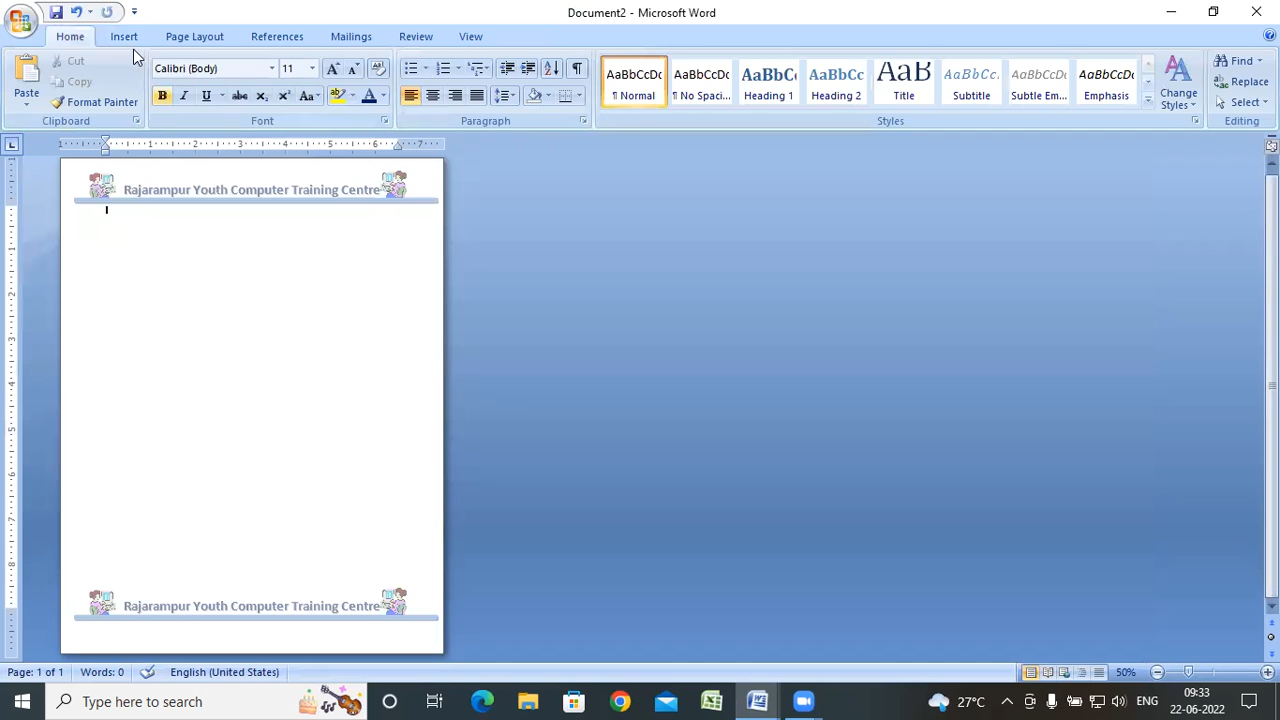 Document2 - Microsoft Word
Home Insert Page Layout References Mailings Review View
Paste
Cut
Copy
Format Painter
Clipboard
Calibri (Body) 11
Font
Paragraph
AaBbCcDc AaBbCcDc AaBbC AaBbCc AaB AaBbCc. AaBbCcDc AaBbCcDc
¶ Normal ¶ No Spaci... Heading 1 Heading 2 Title Subtitle Subtle Em... Emphasis
Change Styles
Styles
Find
Replace
Select
Editing
Rajarampur Youth Computer Training Centre
Rajarampur Youth Computer Training Centre
Page: 1 of 1 Words: 0 English (United States) 50%
Type here to search
27°C ENG
09:33
22-06-2022